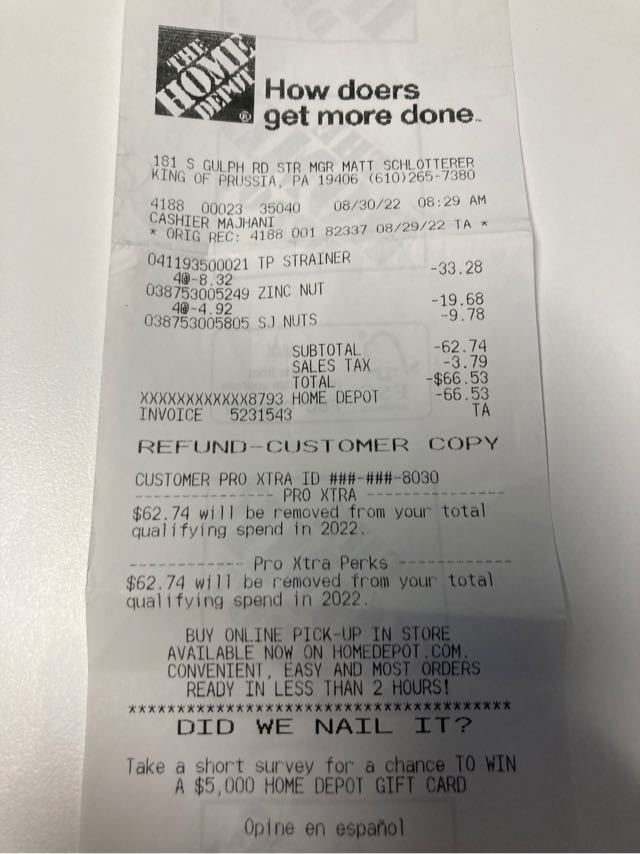 THE
HOME
DEPOT
How doers
get more done™
181 S GULPH RD STR MGR MATT SCHLOTTERER
KING OF PRUSSIA, PA 19406 (610)265-7380
4188 00023 35040 08/30/22 08:29 AM
CASHIER MAJHANI
* ORIG REC: 4188 001 82337 08/29/22 TA *
041193500021 TP STRAINER
4@-8.32 -33.28
038753005249 ZINC NUT
4@-4.92 -19.68
038753005805 SJ NUTS -9.78
SUBTOTAL -62.74
SALES TAX -3.79
TOTAL -$66.53
XXXXXXXXXXXX8793 HOME DEPOT -66.53
INVOICE 5231543 TA
REFUND-CUSTOMER COPY
CUSTOMER PRO XTRA ID ###-###-8030
--------------- PRO XTRA ---------------
$62.74 will be removed from your total
qualifying spend in 2022.
------------ Pro Xtra Perks ------------
$62.74 will be removed from your total
qualifying spend in 2022.
BUY ONLINE PICK-UP IN STORE
AVAILABLE NOW ON HOMEDEPOT.COM.
CONVENIENT, EASY AND MOST ORDERS
READY IN LESS THAN 2 HOURS!
****************************************
DID WE NAIL IT?
Take a short survey for a chance TO WIN
A $5,000 HOME DEPOT GIFT CARD
Opine en español